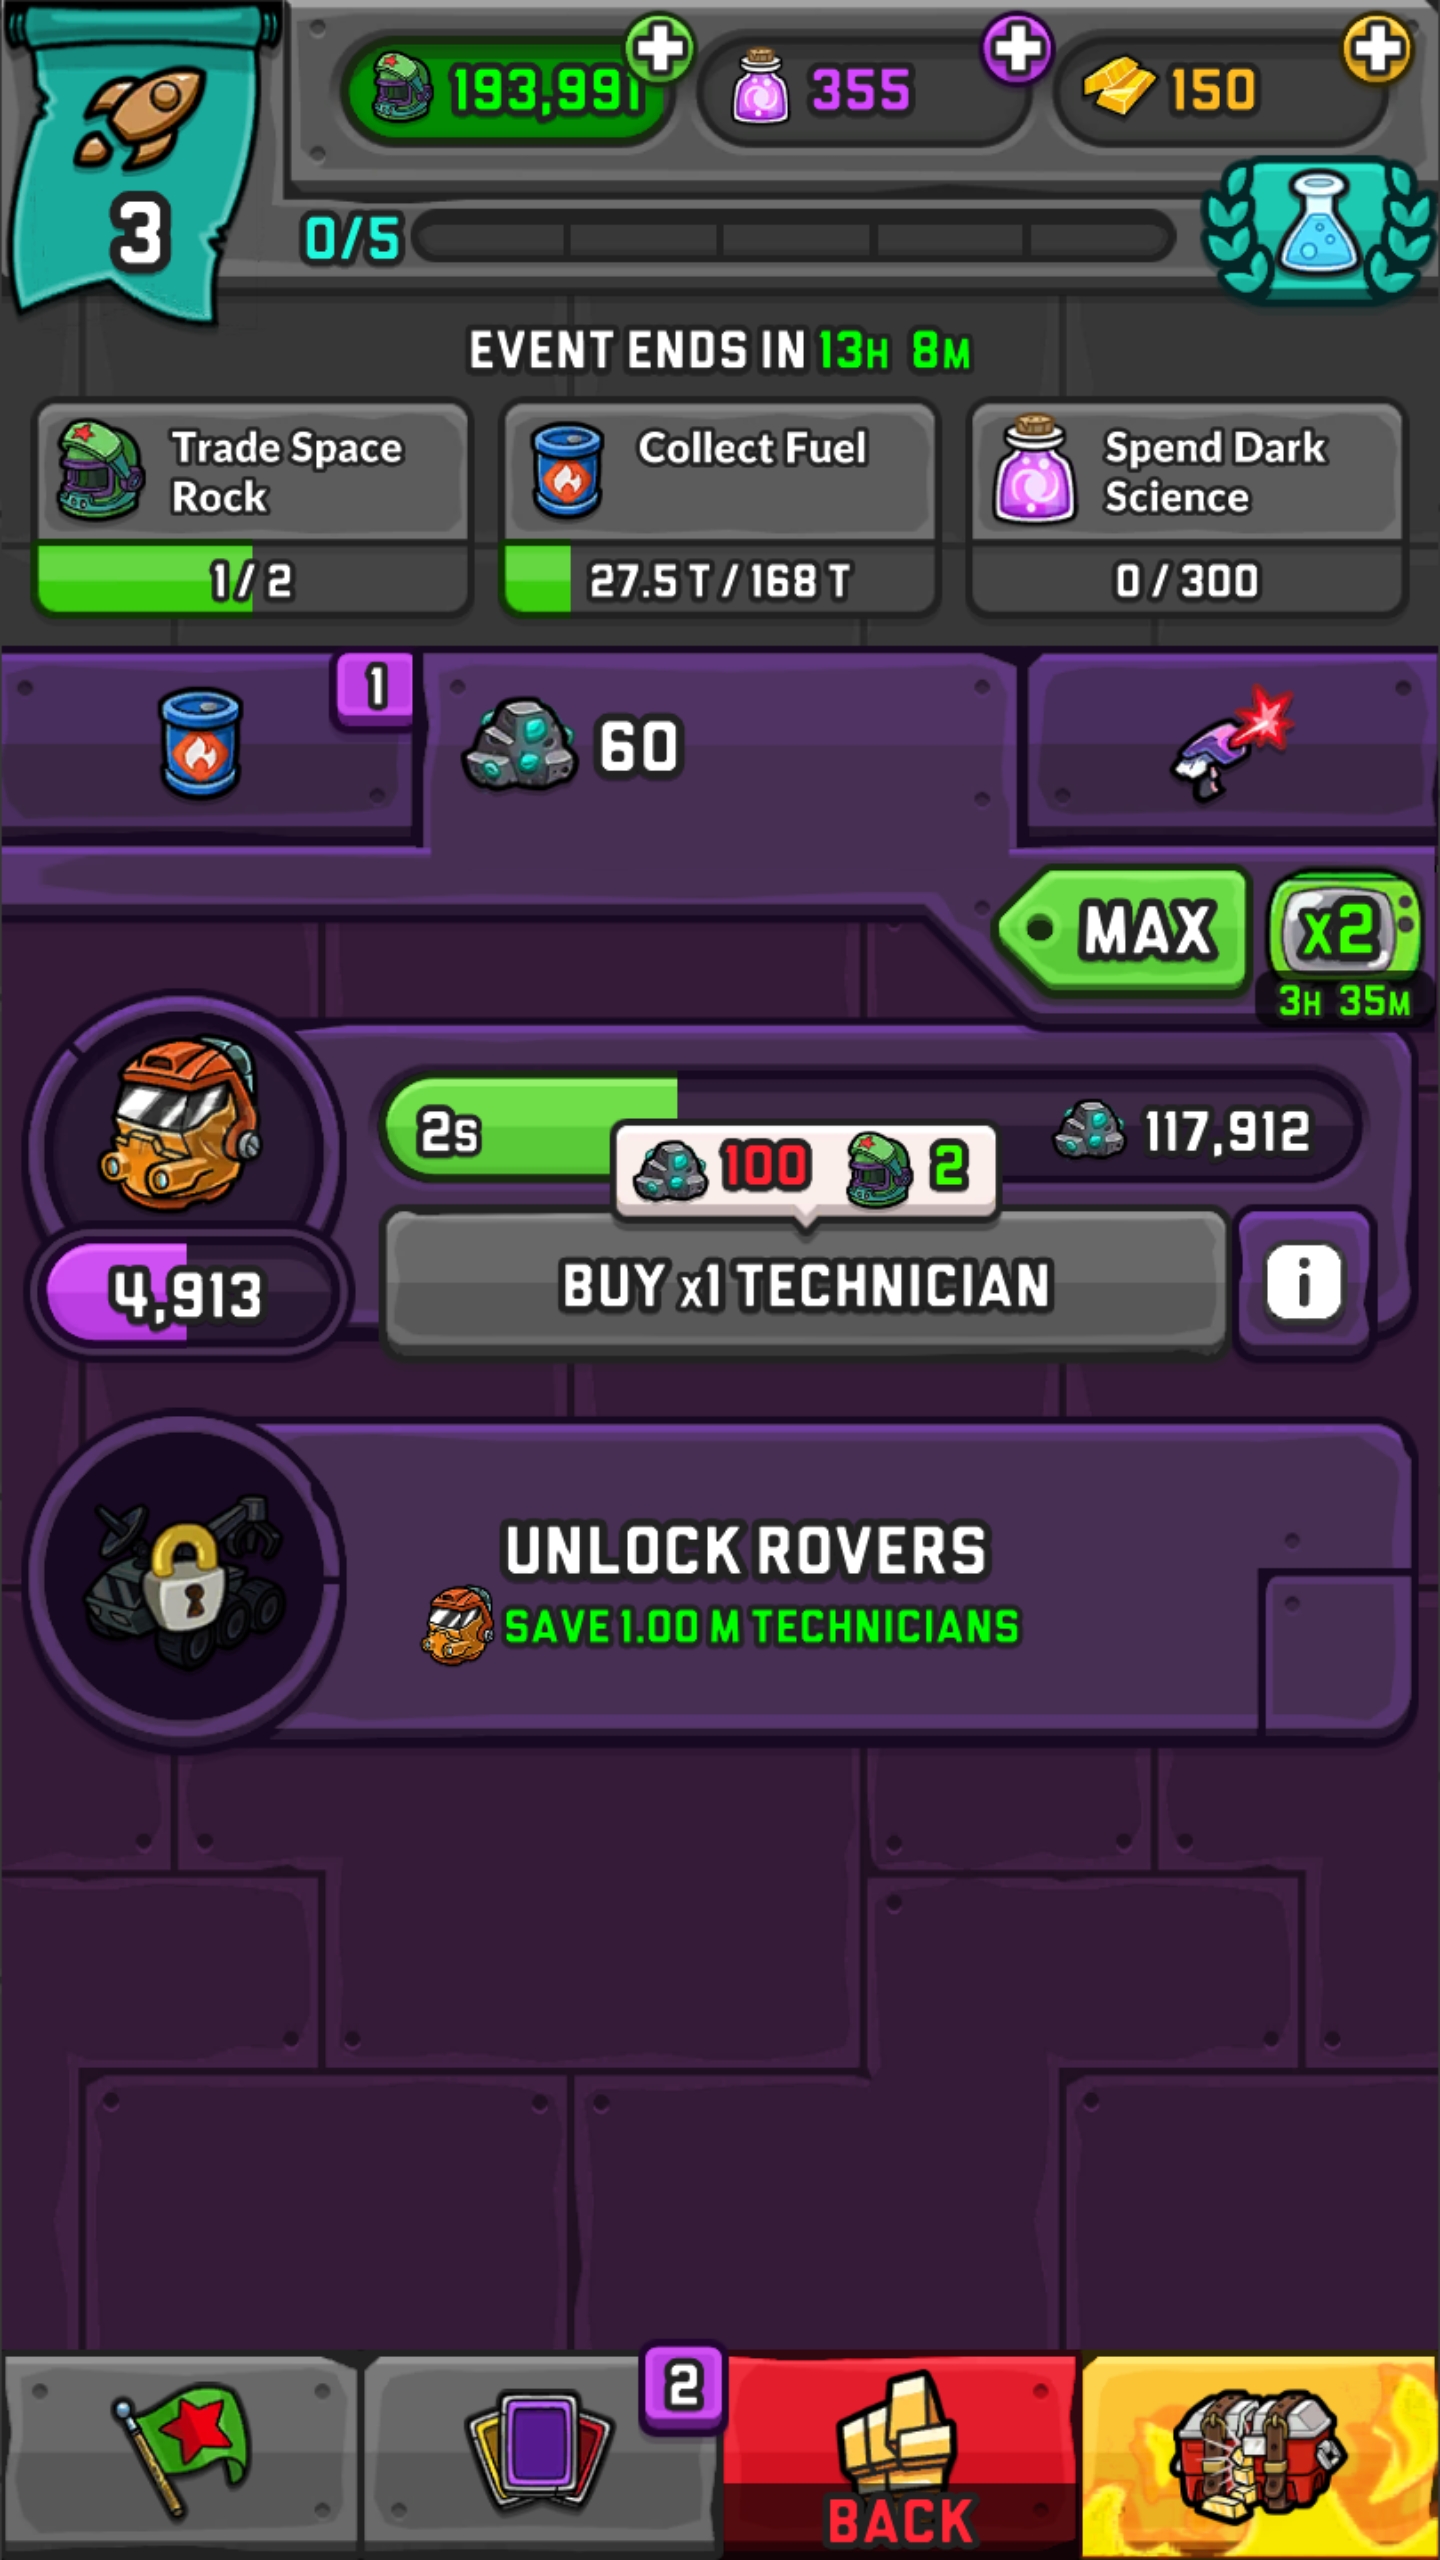 3
193,991
355
150
0/5
EVENT ENDS IN 13H 8M
Trade Space Rock
Collect Fuel
Spend Dark Science
1 / 2
27.5 T / 168 T
0 / 300
1
60
MAX
x2
3H 35M
2s
117,912
100
2
4,913
BUY x1 TECHNICIAN
i
UNLOCK ROVERS
SAVE 1.00 M TECHNICIANS
2
BACK